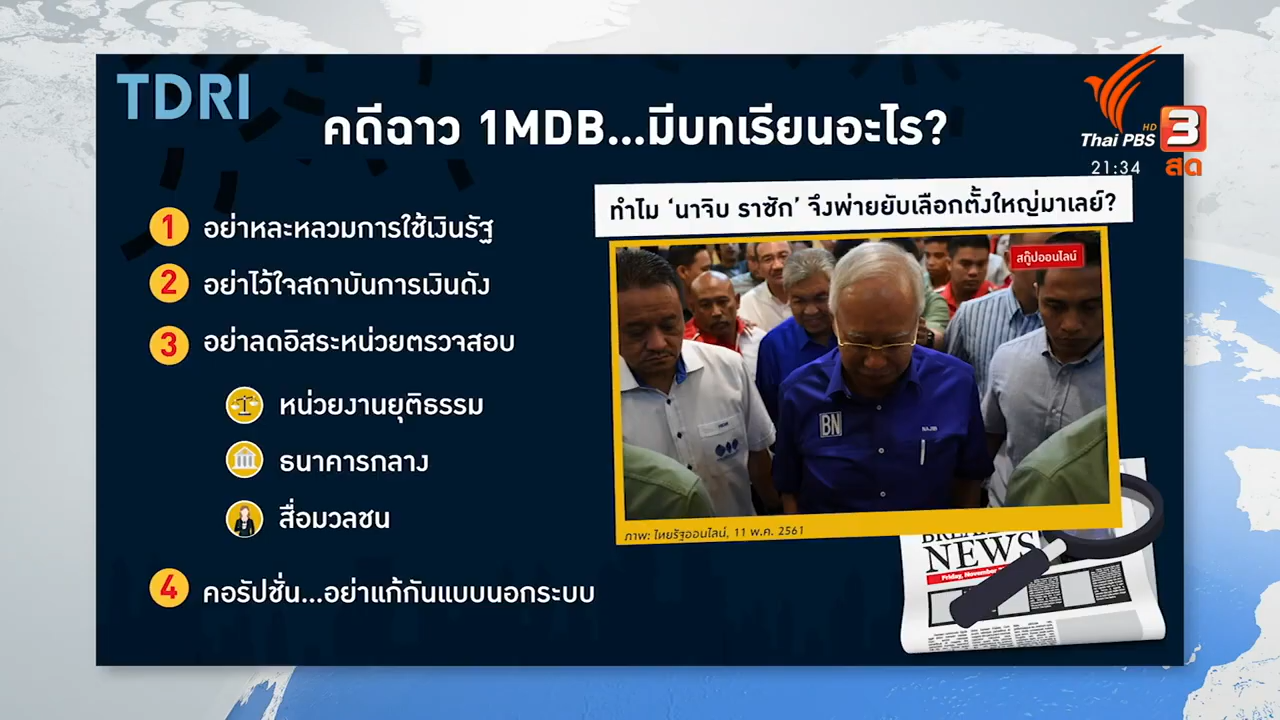 TDRI
คดีฉาว 1MDB...มีบทเรียนอะไร?
Thai PBS HD 3
21:34 สด
1 อย่าหละหลวมการใช้เงินรัฐ
2 อย่าไว้ใจสถาบันการเงินดัง
3 อย่าลดอิสระหน่วยตรวจสอบ
หน่วยงานยุติธรรม
ธนาคารกลาง
สื่อมวลชน
4 คอรัปชั่น...อย่าแก้กันแบบนอกระบบ
ทำไม ‘นาจิบ ราซัก’ จึงพ่ายยับเลือกตั้งใหญ่มาเลย์?
สกู๊ปออนไลน์
BN
NAJIB
ภาพ: ไทยรัฐออนไลน์, 11 พ.ค. 2561
NEWS